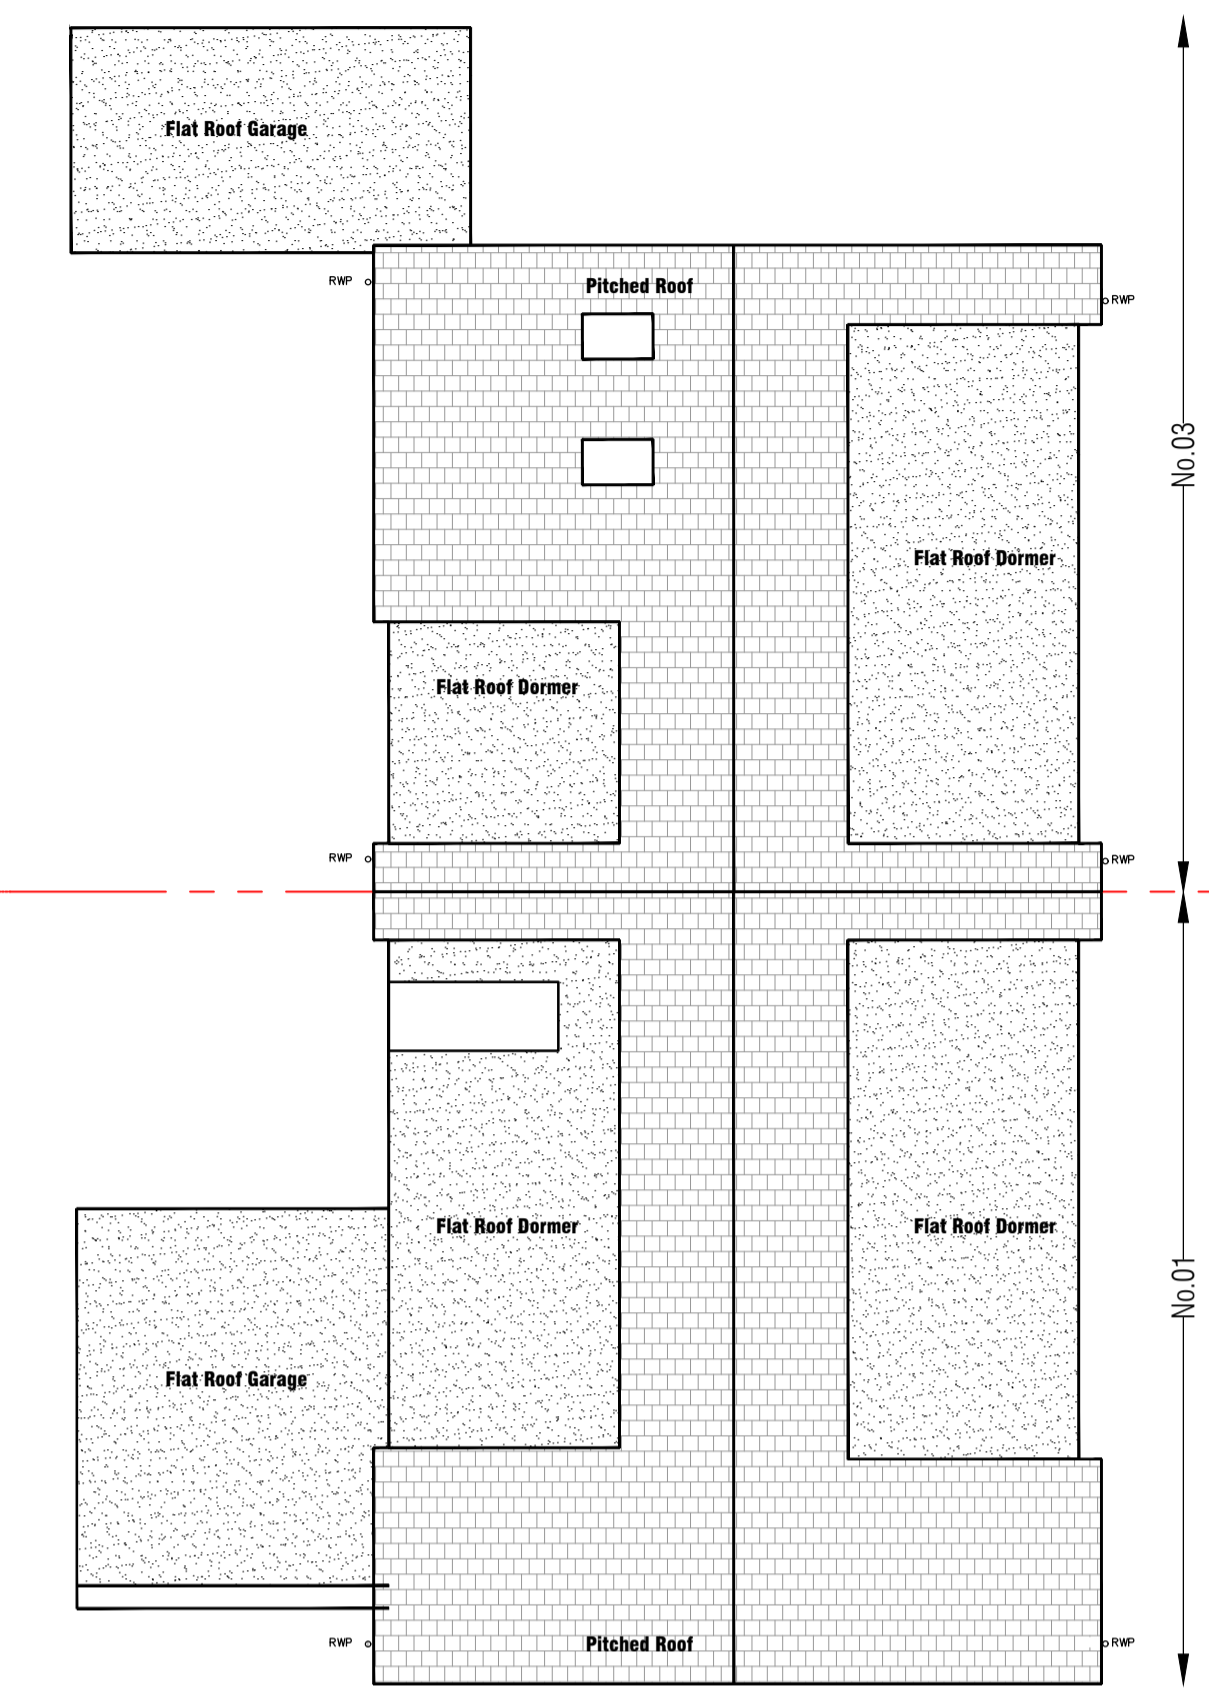 Flat Roof Garage
RWP
Pitched Roof
RWP
No.03
Flat Roof Dormer
Flat Roof Dormer
RWP
RWP
Flat Roof Dormer
Flat Roof Dormer
No.01
Flat Roof Garage
RWP
Pitched Roof
RWP